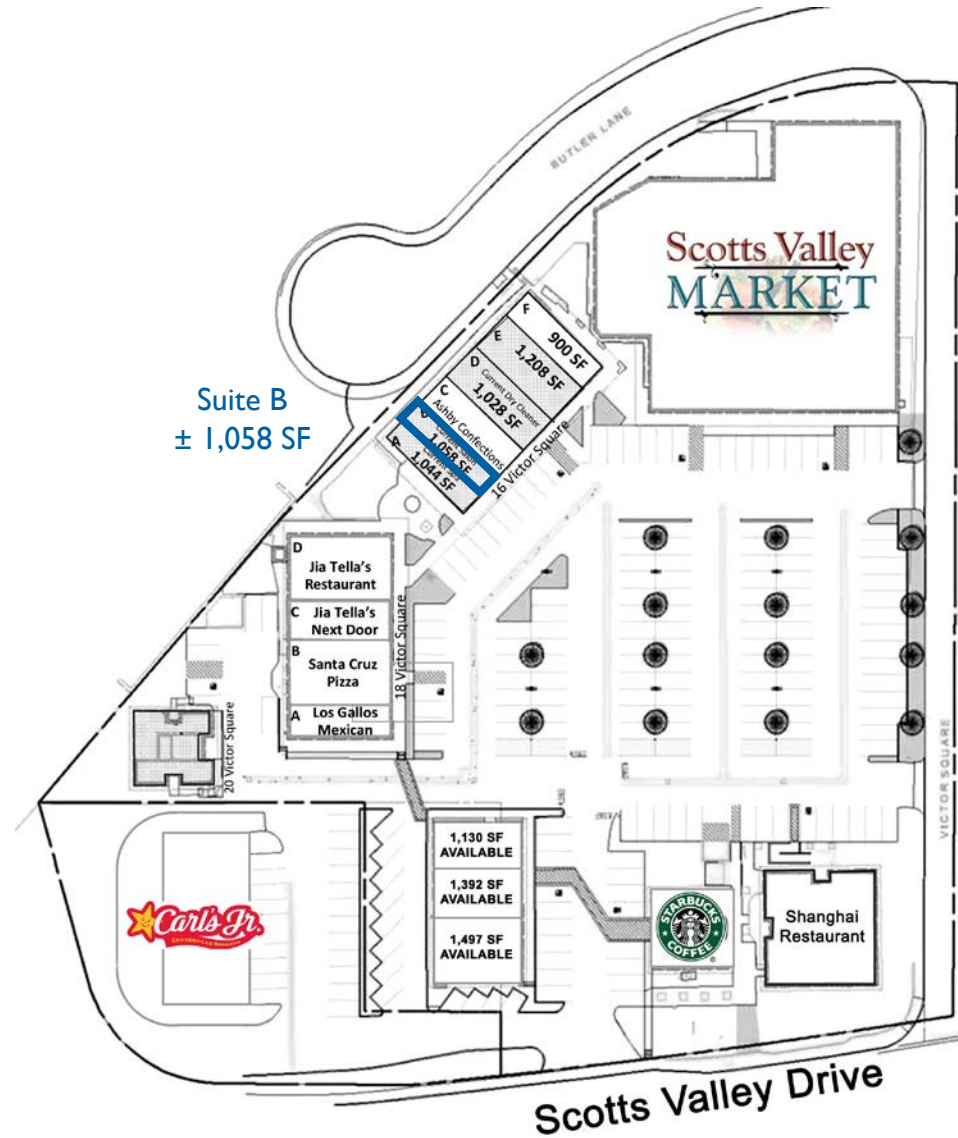 BUTLER LANE
Scotts Valley
MARKET
Suite B
± 1,058 SF
F
900 SF
E
1,208 SF
D
Current Dry Cleaner
1,028 SF
C
Ashby Confections
B
1,058 SF
A
1,044 SF
16 Victor Square
D
Jia Tella's
Restaurant
C
Jia Tella's
Next Door
B
Santa Cruz
Pizza
A
Los Gallos
Mexican
18 Victor Square
20 Victor Square
VICTOR SQUARE
Carl's Jr.
1,130 SF
AVAILABLE
1,392 SF
AVAILABLE
1,497 SF
AVAILABLE
STARBUCKS
COFFEE
Shanghai
Restaurant
Scotts Valley Drive